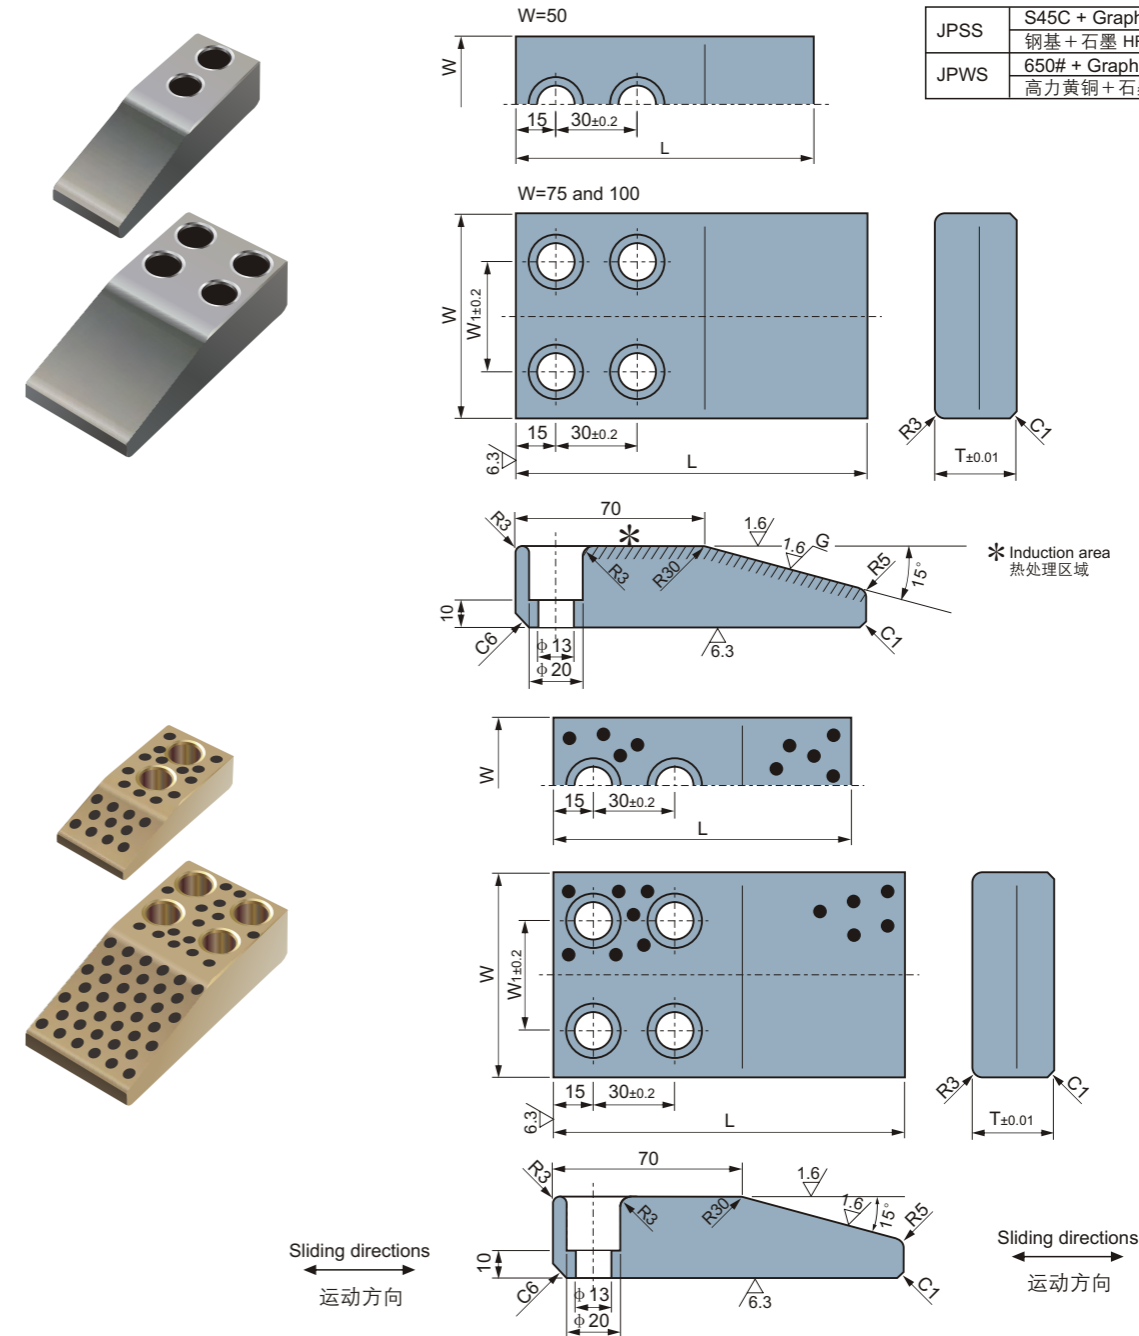 W=50
JPSS
S45C + Graph
钢基＋石墨
JPWS
650# + Graph
高力黄铜＋石
W
15
30±0.2
L
W=75 and 100
W
W1±0.2
15
30±0.2
6.3
L
R3
C1
T±0.01
70
R3
1.6
1.6
G
R3
R30
R5
15°
* Induction area
热处理区域
10
C6
ϕ 13
ϕ 20
6.3
C1
W
15
30±0.2
L
W
W1±0.2
15
30±0.2
6.3
L
R3
C1
T±0.01
70
R3
1.6
1.6
R3
R30
15°
R5
Sliding directions
运动方向
10
C6
ϕ 13
ϕ 20
6.3
C1
Sliding directions
运动方向